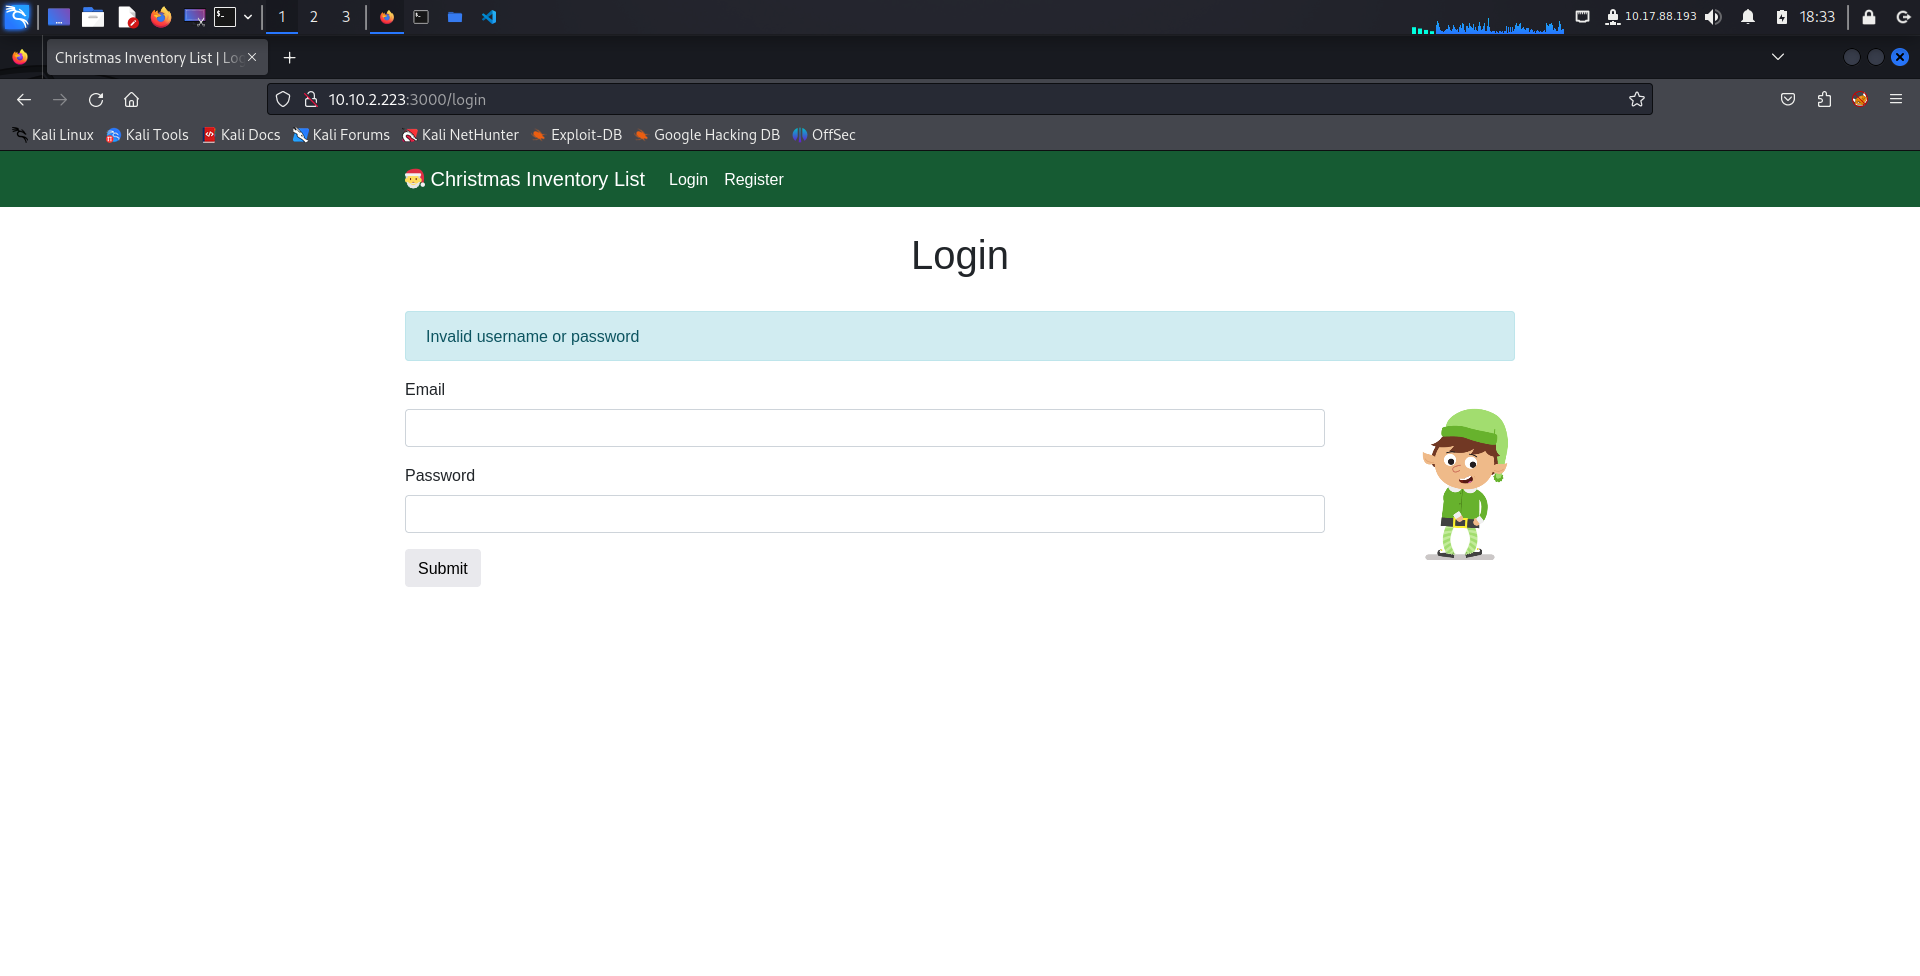 1 2 3 10.17.88.193 18:33
Christmas Inventory List | Log
10.10.2.223:3000/login
Kali Linux Kali Tools Kali Docs Kali Forums Kali NetHunter Exploit-DB Google Hacking DB OffSec
Christmas Inventory List Login Register
Login
Invalid username or password
Email
Password
Submit